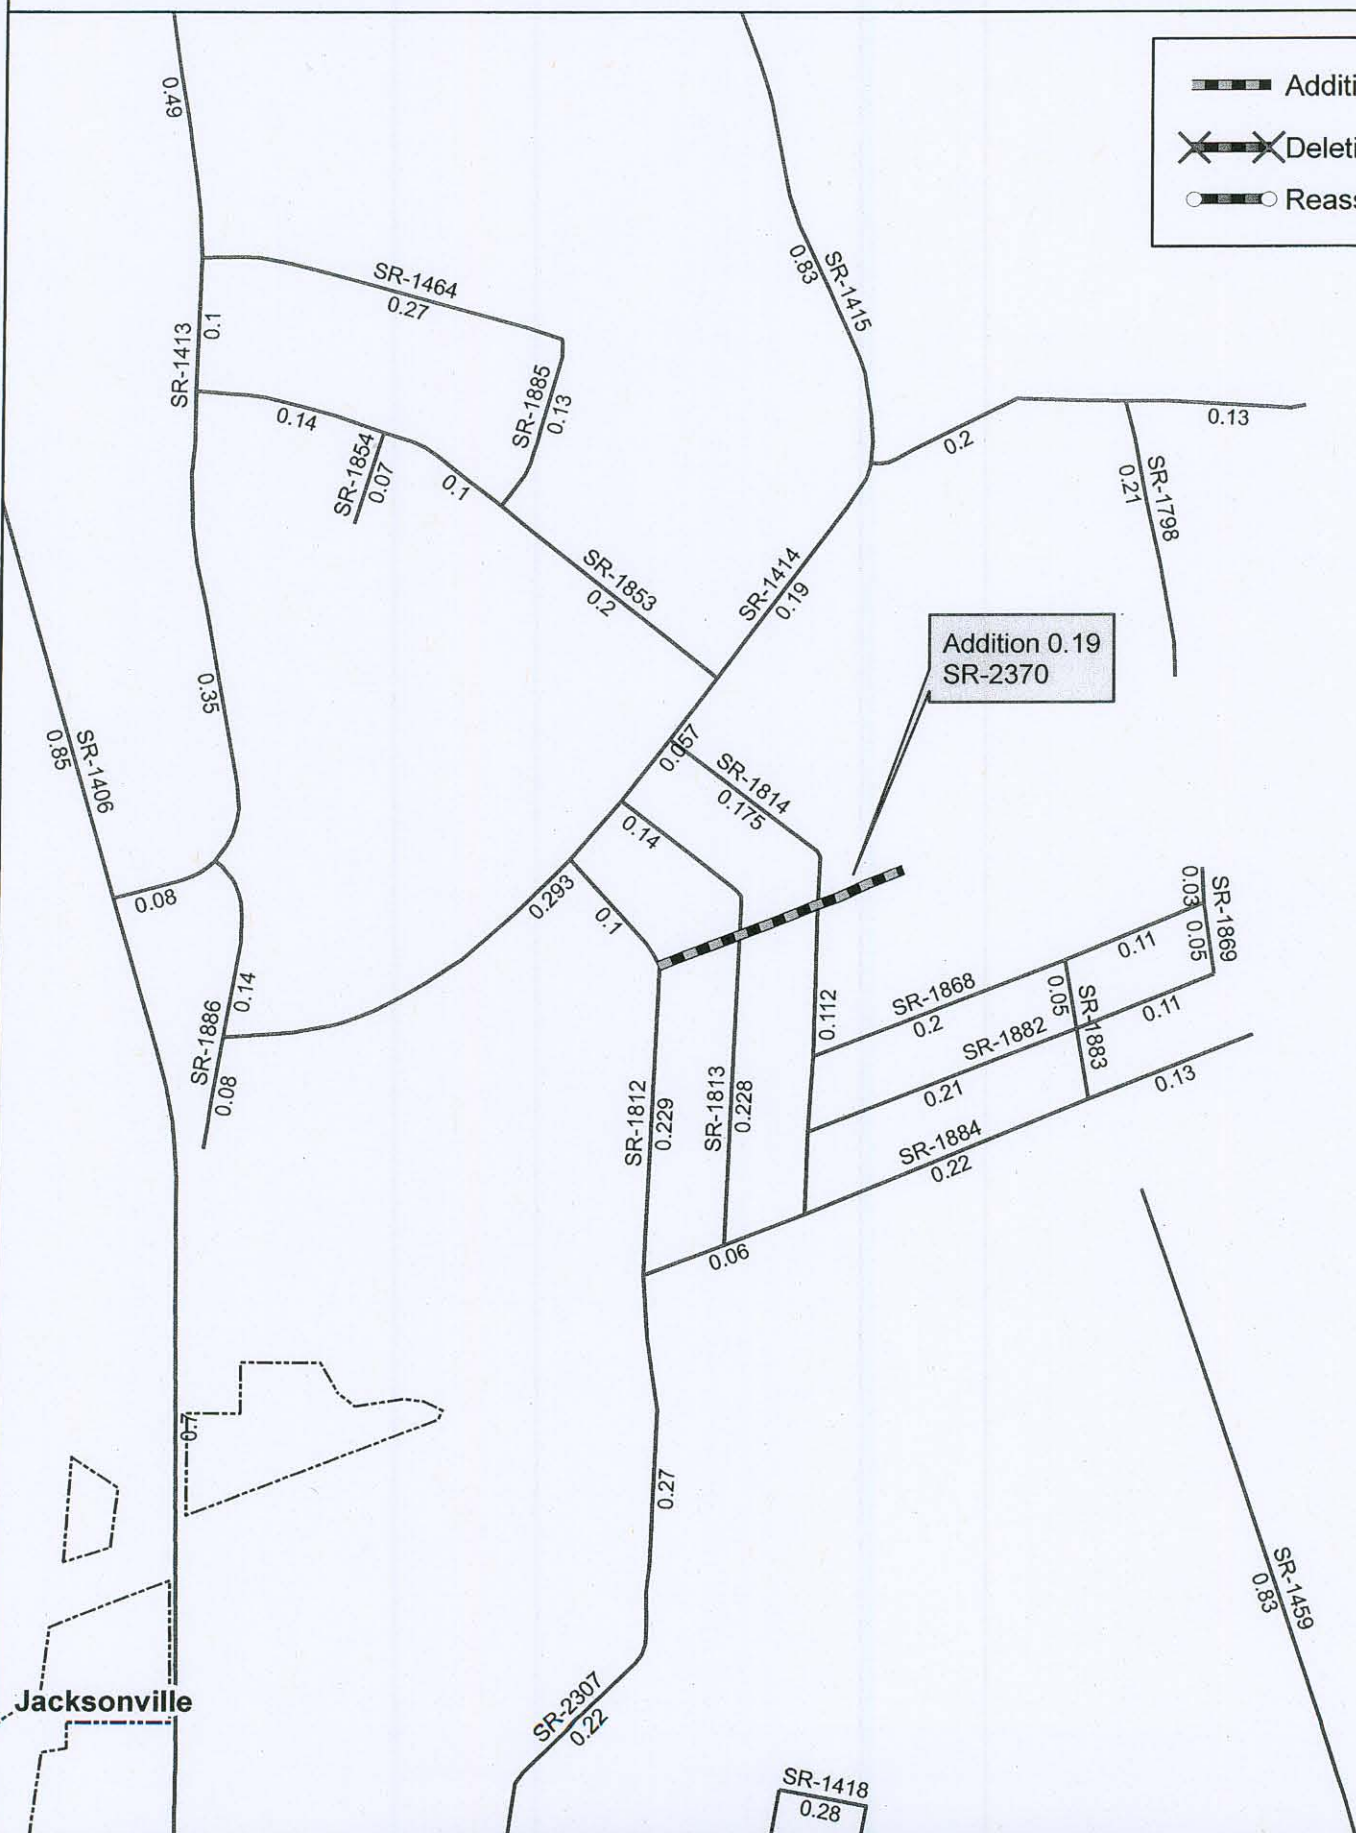 0.49
Additi
Deleti
Reass
SR-1464
0.27
SR-1415
0.83
SR-1413
0.1
SR-1885
0.13
0.14
SR-1854
0.07
0.1
0.2
0.13
SR-1798
0.21
SR-1853
0.2
SR-1414
0.19
Addition 0.19
SR-2370
0.35
SR-1406
0.85
0.057
SR-1814
0.175
0.14
0.08
0.293
0.1
SR-1869
0.03
0.05
0.11
SR-1868
0.2
0.05
SR-1883
0.11
0.14
SR-1886
0.08
0.112
SR-1882
0.21
0.13
SR-1812
0.229
SR-1813
0.228
SR-1884
0.22
0.06
0.7
0.27
SR-1459
0.83
Jacksonville
SR-2307
0.22
SR-1418
0.28